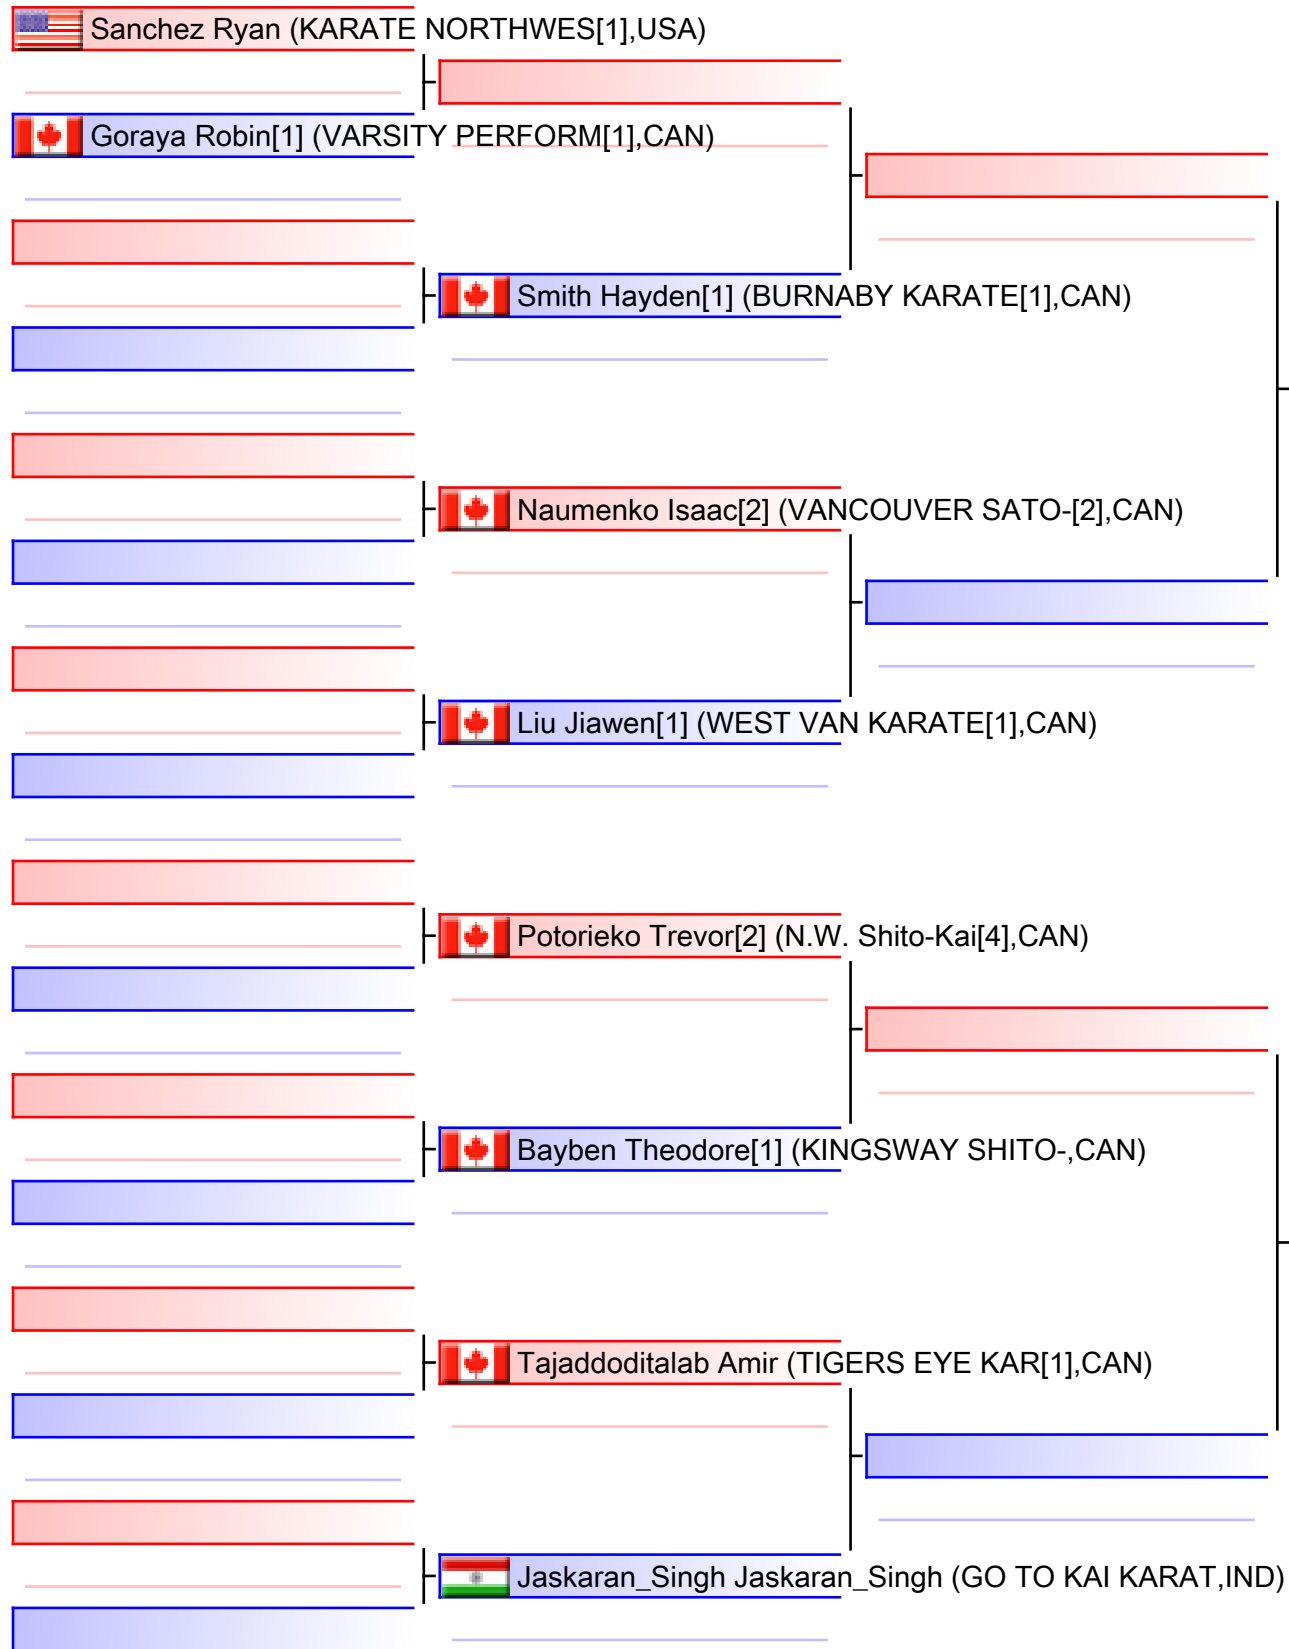 Sanchez Ryan (KARATE NORTHWES[1],USA)
Goraya Robin[1] (VARSITY PERFORM[1],CAN)
Smith Hayden[1] (BURNABY KARATE[1],CAN)
Naumenko Isaac[2] (VANCOUVER SATO-[2],CAN)
Liu Jiawen[1] (WEST VAN KARATE[1],CAN)
Potorieko Trevor[2] (N.W. Shito-Kai[4],CAN)
Bayben Theodore[1] (KINGSWAY SHITO-,CAN)
Tajaddoditalab Amir (TIGERS EYE KAR[1],CAN)
Jaskaran_Singh Jaskaran_Singh (GO TO KAI KARAT,IND)